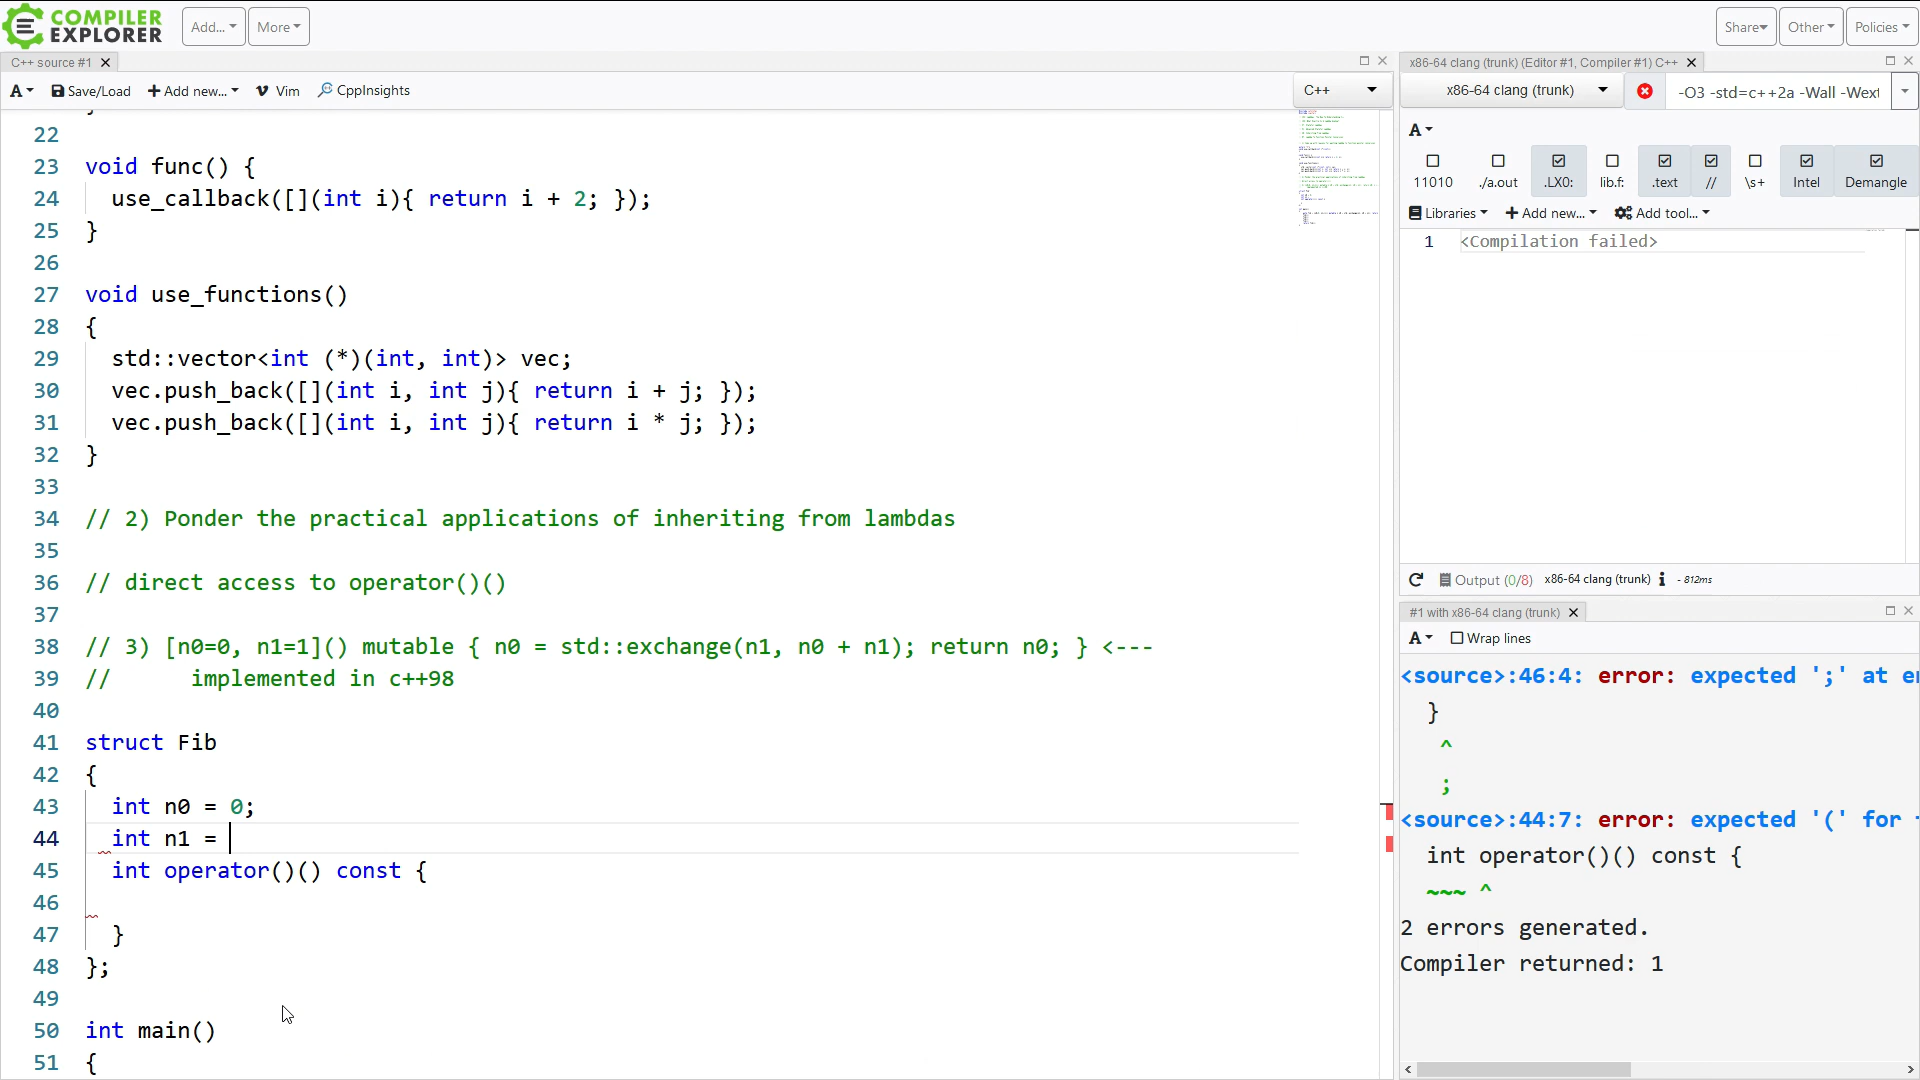 COMPILER
EXPLORER
Add...
More
Share
Other
Policies
C++ source #1
x86-64 clang (trunk) (Editor #1, Compiler #1) C++
A
Save/Load
Add new...
Vim
CppInsights
C++
x86-64 clang (trunk)
-O3 -std=c++2a -Wall -Wext
A
11010
./a.out
.LX0:
lib.f:
.text
//
\s+
Intel
Demangle
Libraries
Add new...
Add tool...
1 <Compilation failed>
22
23 void func() {
24 use_callback([](int i){ return i + 2; });
25 }
26
27 void use_functions()
28 {
29 std::vector<int (*)(int, int)> vec;
30 vec.push_back([](int i, int j){ return i + j; });
31 vec.push_back([](int i, int j){ return i * j; });
32 }
33
34 // 2) Ponder the practical applications of inheriting from lambdas
35
36 // direct access to operator()()
37
38 // 3) [n0=0, n1=1]() mutable { n0 = std::exchange(n1, n0 + n1); return n0; } <---
39 //      implemented in c++98
40
41 struct Fib
42 {
43 int n0 = 0;
44 int n1 =
45 int operator()() const {
46
47 }
48 };
49
50 int main()
51 {
Output (0/8) x86-64 clang (trunk) i - 812ms
#1 with x86-64 clang (trunk)
A
Wrap lines
<source>:46:4: error: expected ';' at e
}
^
;
<source>:44:7: error: expected '(' for
int operator()() const {
~~~ ^
2 errors generated.
Compiler returned: 1